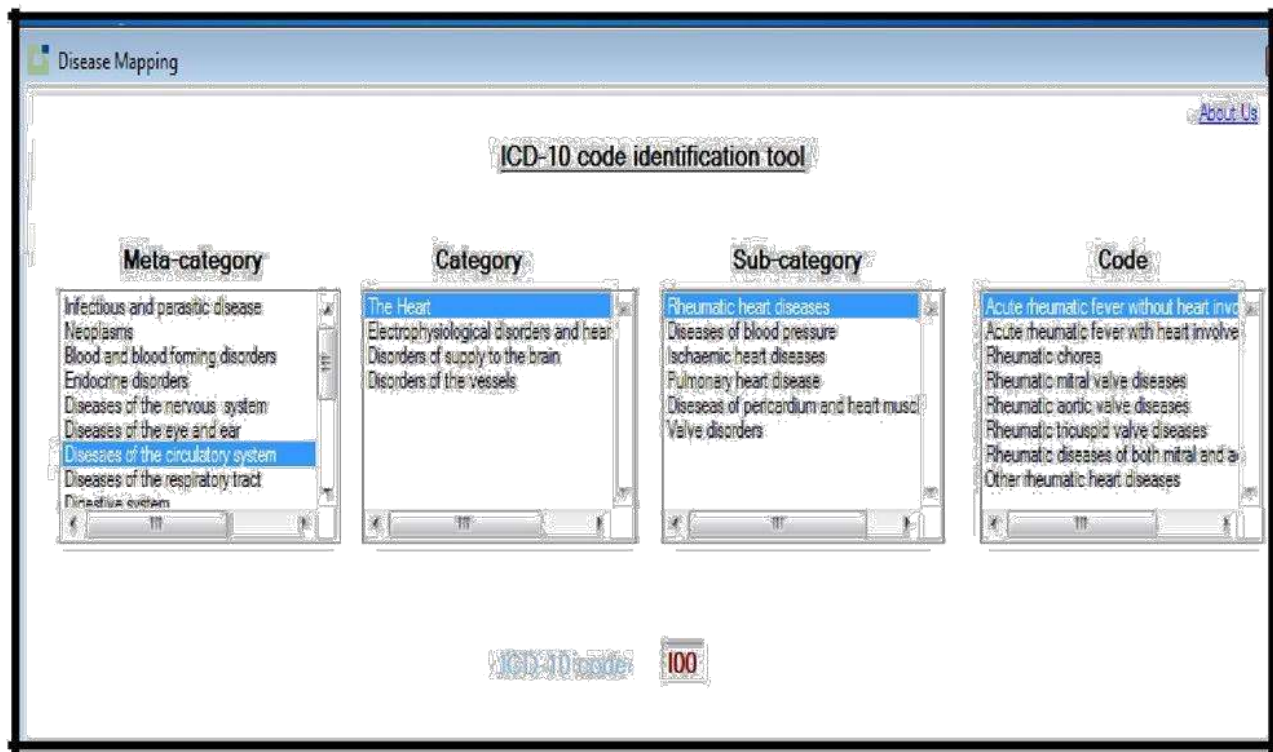 Disease Mapping
About Us
ICD-10 code identification tool
Meta-category
Infectious and parasitic disease
Neoplasms
Blood and blood forming disorders
Endocrine disorders
Diseases of the nervous system
Diseases of the eye and ear
Disesaes of the circulatory system
Diseases of the respiratory tract
Digestive system
Category
The Heart
Electrophysiological disorders and hear
Disorders of supply to the brain
Disorders of the vessels
Sub-category
Rheumatic heart diseases
Diseases of blood pressure
Ischaemic heart diseases
Pulmonary heart disease
Diseseas of pericardium and heart muscl
Valve disorders
Code
Acute rheumatic fever without heart invo
Acute rheumatic fever with heart involve
Rheumatic chorea
Rheumatic mitral valve diseases
Rheumatic aortic valve diseases
Rheumatic tricuspid valve diseases
Rheumatic diseases of both mitral and ao
Other rheumatic heart diseases
ICD-10 code: I00